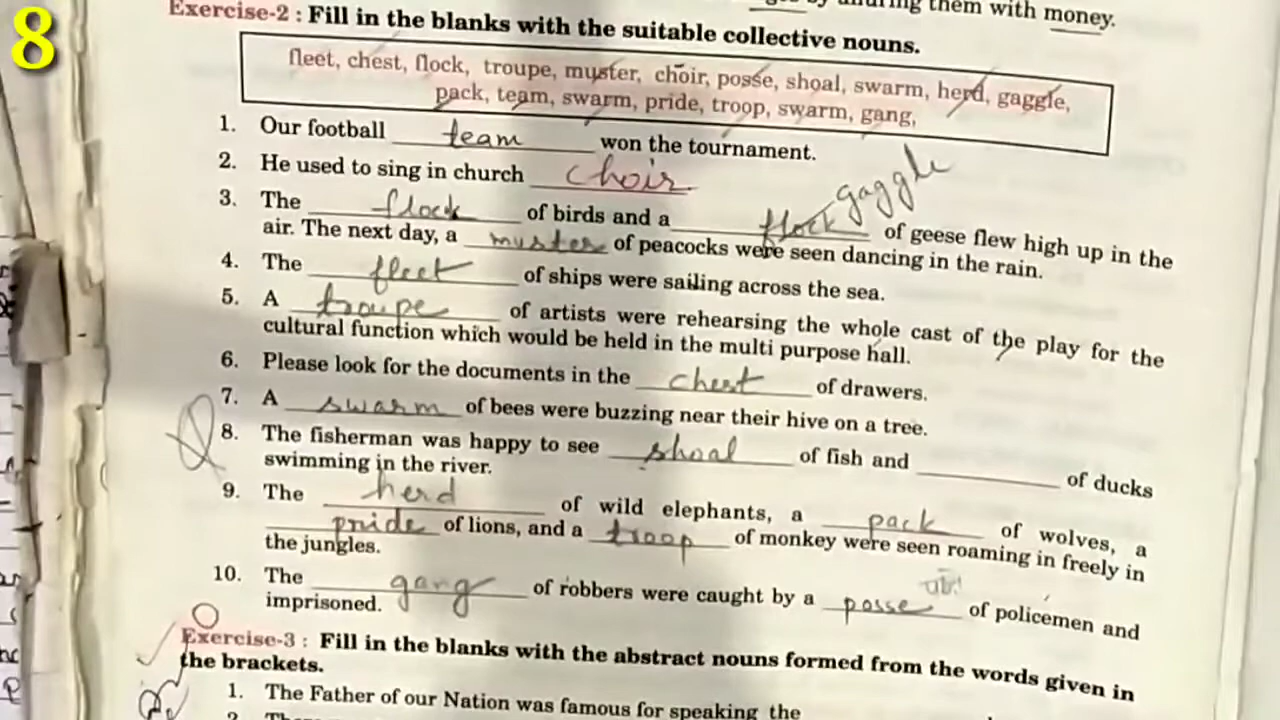 8
them with money.
Exercise-2 : Fill in the blanks with the suitable collective nouns.
fleet, chest, flock, troupe, muster, choir, posse, shoal, swarm, herd, gaggle,
pack, team, swarm, pride, troop, swarm, gang,
1. Our football team won the tournament.
2. He used to sing in church choir
gaggle
3. The flock of birds and a flock of geese flew high up in the
air. The next day, a muster of peacocks were seen dancing in the rain.
4. The fleet of ships were sailing across the sea.
5. A troupe of artists were rehearsing the whole cast of the play for the
cultural function which would be held in the multi purpose hall.
6. Please look for the documents in the chest of drawers.
7. A swarm of bees were buzzing near their hive on a tree.
8. The fisherman was happy to see shoal of fish and ________ of ducks
swimming in the river.
9. The herd of wild elephants, a pack of wolves, a
pride of lions, and a troop of monkey were seen roaming in freely in
the jungles.
10. The gang of robbers were caught by a posse of policemen and
imprisoned.
Exercise-3 : Fill in the blanks with the abstract nouns formed from the words given in
the brackets.
1. The Father of our Nation was famous for speaking the